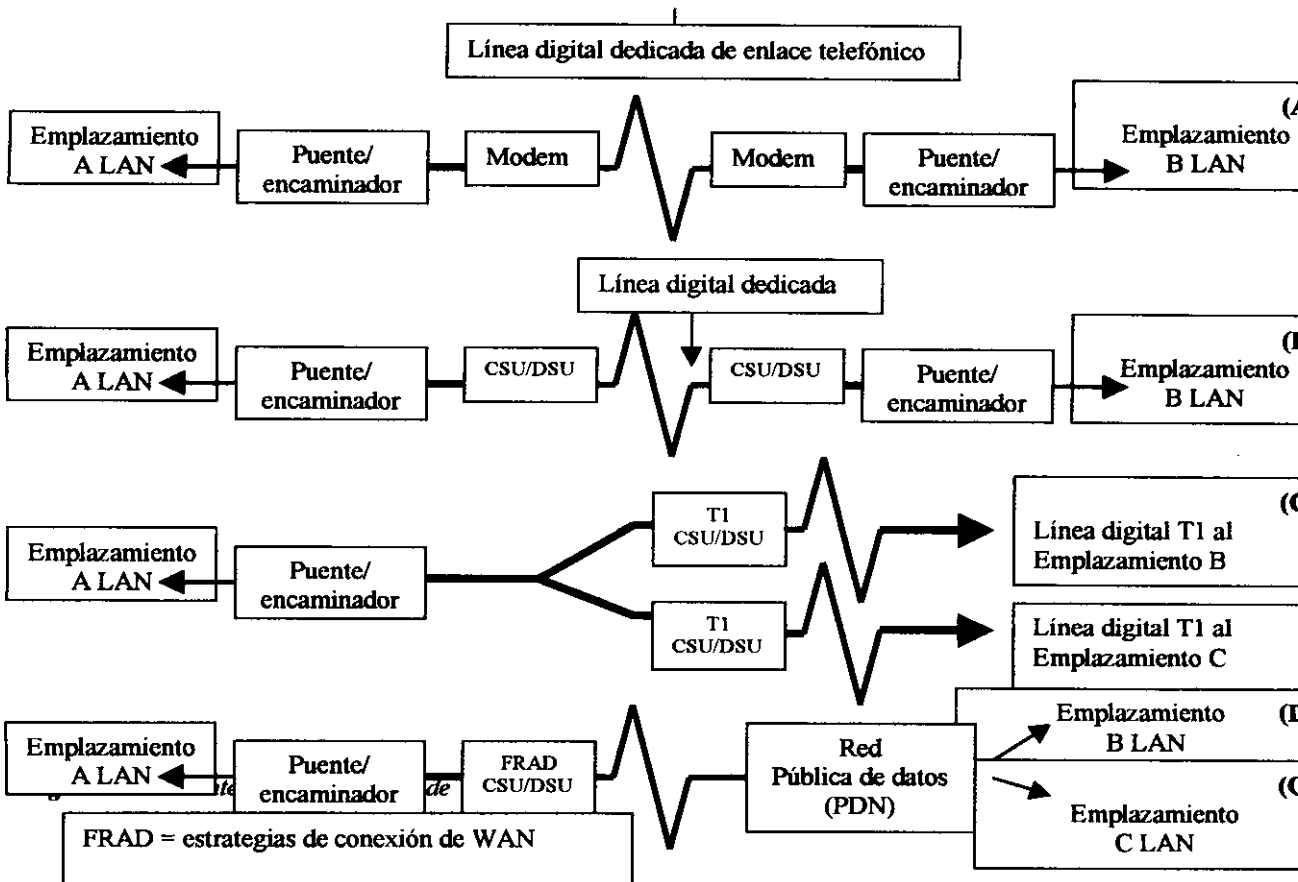 Línea digital dedicada de enlace telefónico
Emplazamiento
A LAN
Puente/
encaminador
Modem
Modem
Puente/
encaminador
(A
Emplazamiento
B LAN
Línea digital dedicada
Emplazamiento
A LAN
Puente/
encaminador
CSU/DSU
CSU/DSU
Puente/
encaminador
Emplazamiento
B LAN
Emplazamiento
A LAN
Puente/
encaminador
T1
CSU/DSU
(C
Línea digital T1 al
Emplazamiento B
T1
CSU/DSU
Línea digital T1 al
Emplazamiento C
Emplazamiento
A LAN
Puente/
encaminador
de
FRAD
CSU/DSU
Red
Pública de datos
(PDN)
(D
Emplazamiento
B LAN
(C
Emplazamiento
C LAN
FRAD = estrategias de conexión de WAN